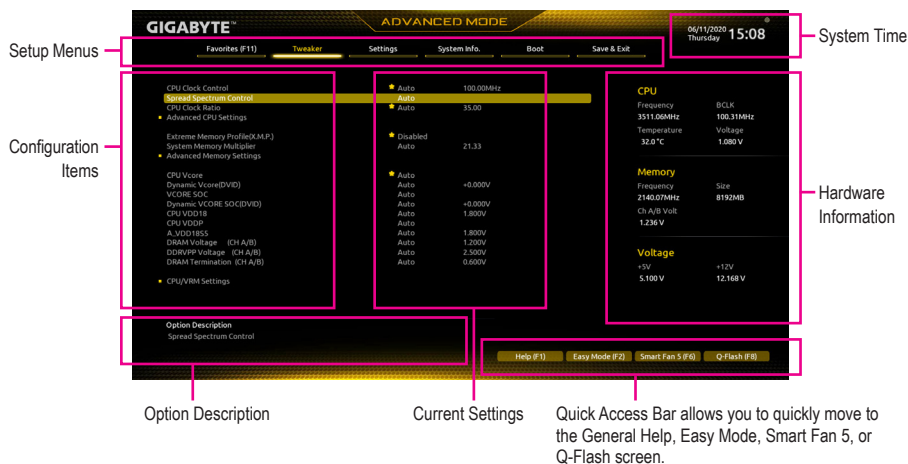 GIGABYTE™
ADVANCED MODE
06/11/2020
Thursday 15:08
System Time
Setup Menus
Favorites (F11) Tweaker Settings System Info. Boot Save & Exit
CPU Clock Control Auto 100.00MHz
Spread Spectrum Control Auto
CPU Clock Ratio Auto 35.00
Advanced CPU Settings
Extreme Memory Profile(X.M.P.) Disabled
System Memory Multiplier Auto 21.33
Advanced Memory Settings
CPU Vcore Auto
Dynamic Vcore(DVID) Auto +0.000V
VCORE SOC Auto
Dynamic VCORE SOC(DVID) Auto +0.000V
CPU VDD18 Auto 1.800V
CPU VDDP Auto
A_VDD18S5 Auto 1.800V
DRAM Voltage (CH A/B) Auto 1.200V
DDRVPP Voltage (CH A/B) Auto 2.500V
DRAM Termination (CH A/B) Auto 0.600V
CPU/VRM Settings
Configuration
Items
CPU
Frequency BCLK
3511.06MHz 100.31MHz
Temperature Voltage
32.0 °C 1.080 V
Memory
Frequency Size
2140.07MHz 8192MB
Ch A/B Volt
1.236 V
Voltage
+5V +12V
5.100 V 12.168 V
Hardware
Information
Option Description
Spread Spectrum Control
Help (F1) Easy Mode (F2) Smart Fan 5 (F6) Q-Flash (F8)
Option Description
Current Settings
Quick Access Bar allows you to quickly move to
the General Help, Easy Mode, Smart Fan 5, or
Q-Flash screen.